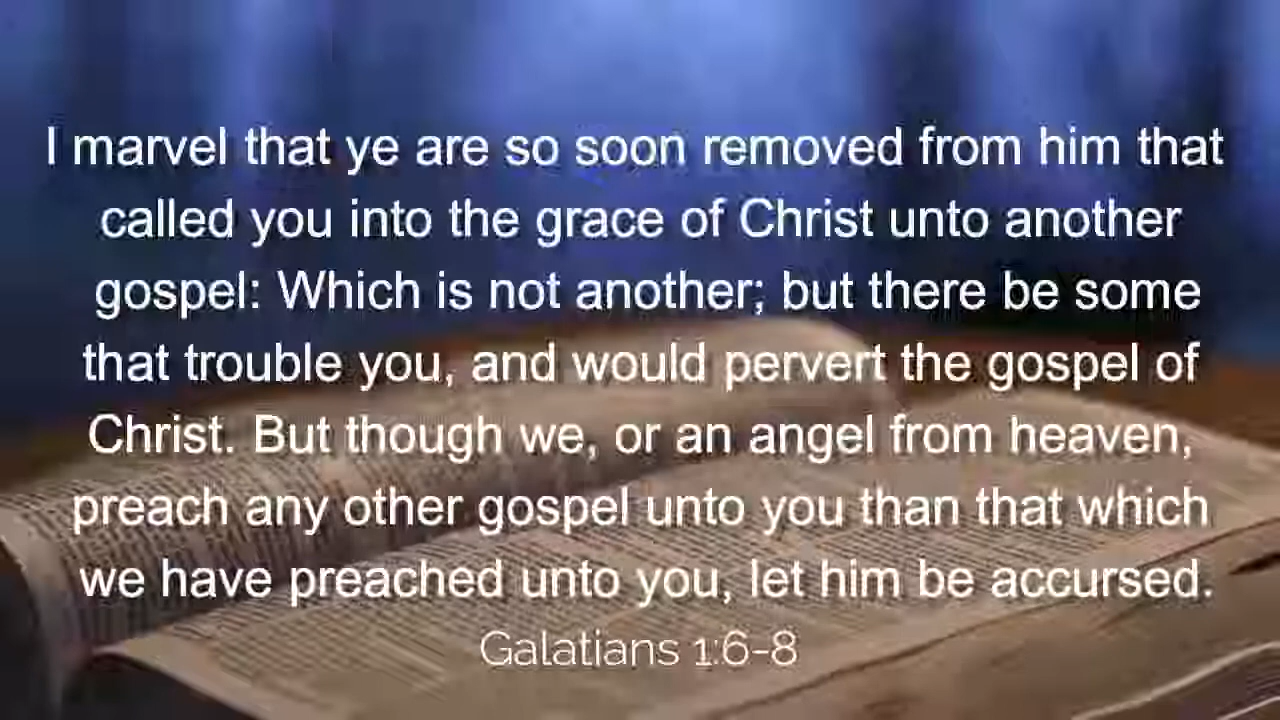 I marvel that ye are so soon removed from him that
called you into the grace of Christ unto another
gospel: Which is not another; but there be some
that trouble you, and would pervert the gospel of
Christ. But though we, or an angel from heaven,
preach any other gospel unto you than that which
we have preached unto you, let him be accursed.
Galatians 1:6-8